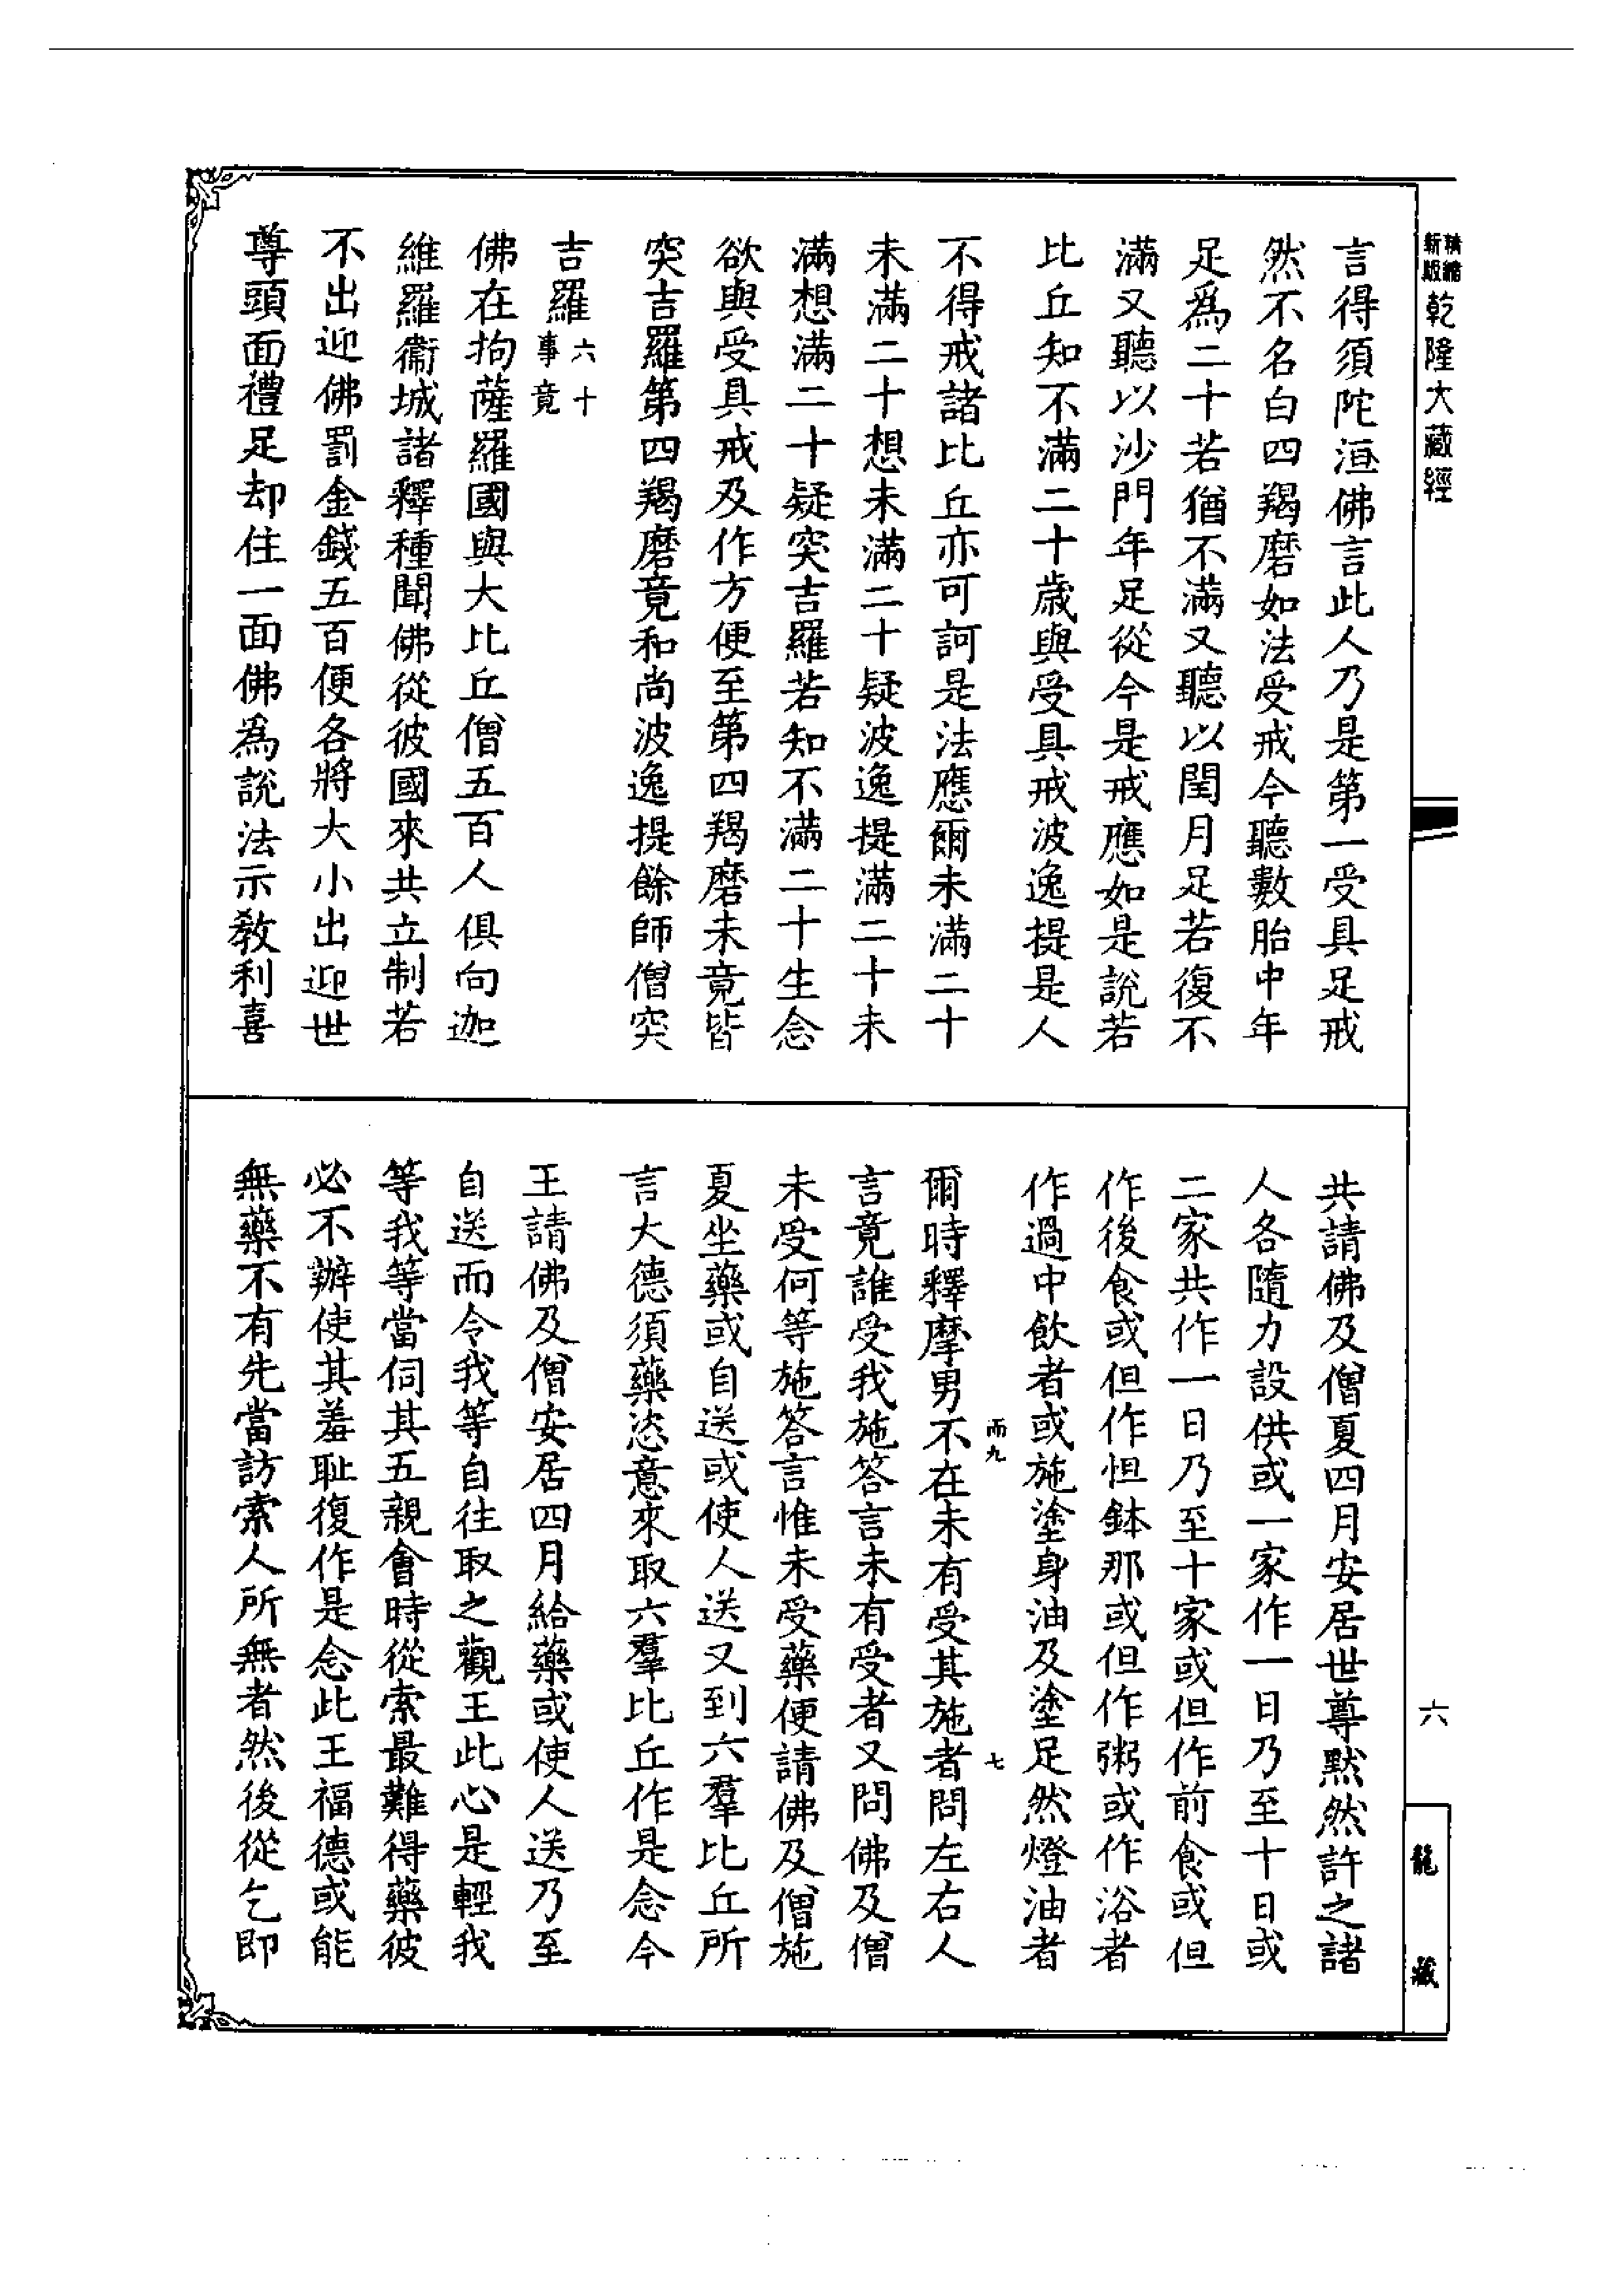 新版精縮乾隆大藏經
言得須陀洹佛言此人乃是第一受具足戒
然不名白四羯磨如法受戒今聽數胎中年
足爲二十若猶不滿又聽以閏月足若復不
滿又聽以沙門年足從今是戒應如是說若
比丘知不滿二十歲與受具戒波逸提是人
不得戒諸比丘亦可訶是法應爾未滿二十
未滿二十想未滿二十疑波逸提滿二十未
滿想滿二十疑突吉羅若知不滿二十生念
欲與受具戒及作方便至第四羯磨未竟皆
突吉羅第四羯磨竟和尚波逸提餘師僧突
吉羅六十事竟
佛在拘薩羅國與大比丘僧五百人俱向迦
維羅衞城諸釋種聞佛從彼國來共立制若
不出迎佛罰金錢五百便各將大小出迎世
尊頭面禮足却住一面佛爲說法示教利喜
共請佛及僧夏四月安居世尊默然許之諸
人各隨力設供或一家作一日乃至十日或
二家共作一日乃至十家或但作前食或但
作後食或但作怛鉢那或但作粥或作浴者
作過中飲者或施塗身油及塗足然燈油者
而九 七
爾時釋摩男不在未有受其施者問左右人
言竟誰受我施答言未有受者又問佛及僧
未受何等施答言惟未受藥便請佛及僧施
夏坐藥或自送或使人送又到六羣比丘所
言大德須藥恣意來取六羣比丘作是念今
王請佛及僧安居四月給藥或使人送乃至
自送而令我等自往取之觀王此心是輕我
等我等當伺其五親會時從索最難得藥彼
必不辦使其羞恥復作是念此王福德或能
無藥不有先當訪索人所無者然後從乞即
六
龍藏